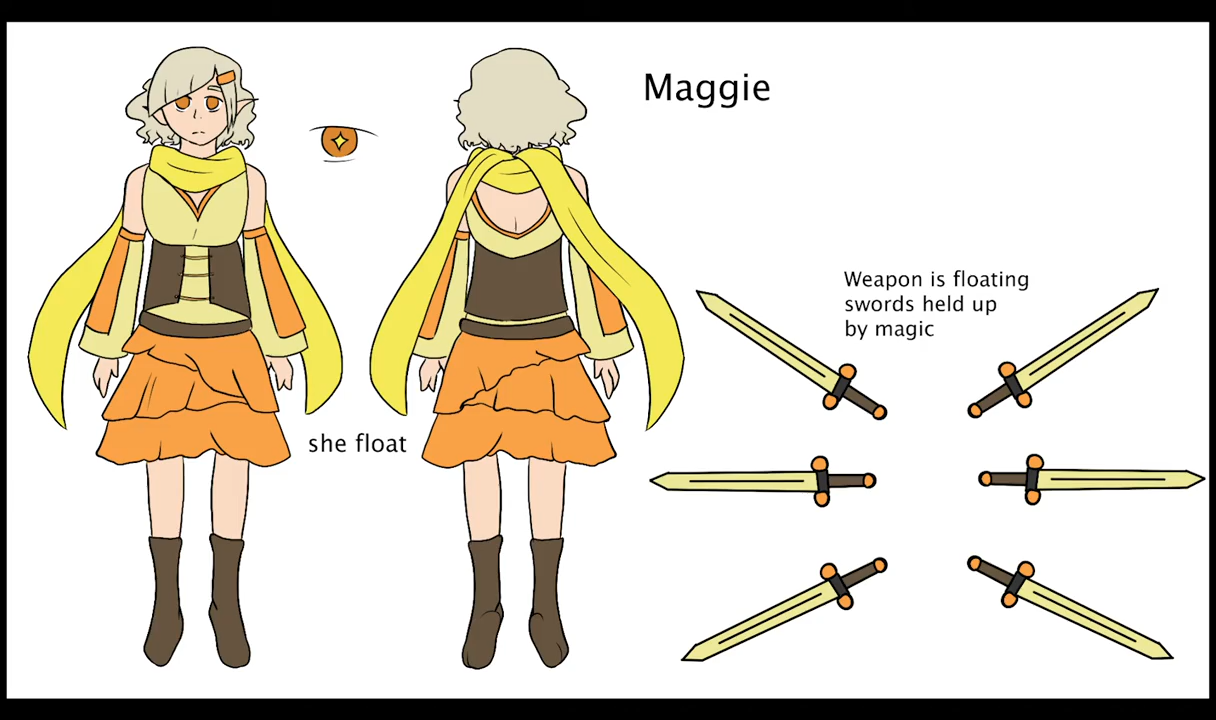 Maggie
Weapon is floating
swords held up
by magic
she float